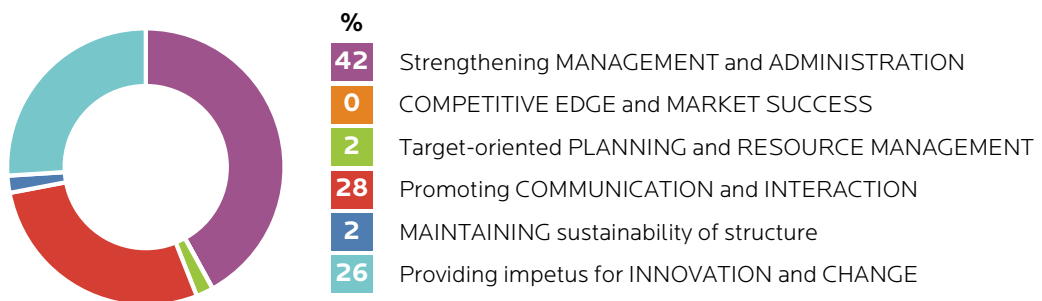 %
42 Strengthening MANAGEMENT and ADMINISTRATION
0 COMPETITIVE EDGE and MARKET SUCCESS
2 Target-oriented PLANNING and RESOURCE MANAGEMENT
28 Promoting COMMUNICATION and INTERACTION
2 MAINTAINING sustainability of structure
26 Providing impetus for INNOVATION and CHANGE